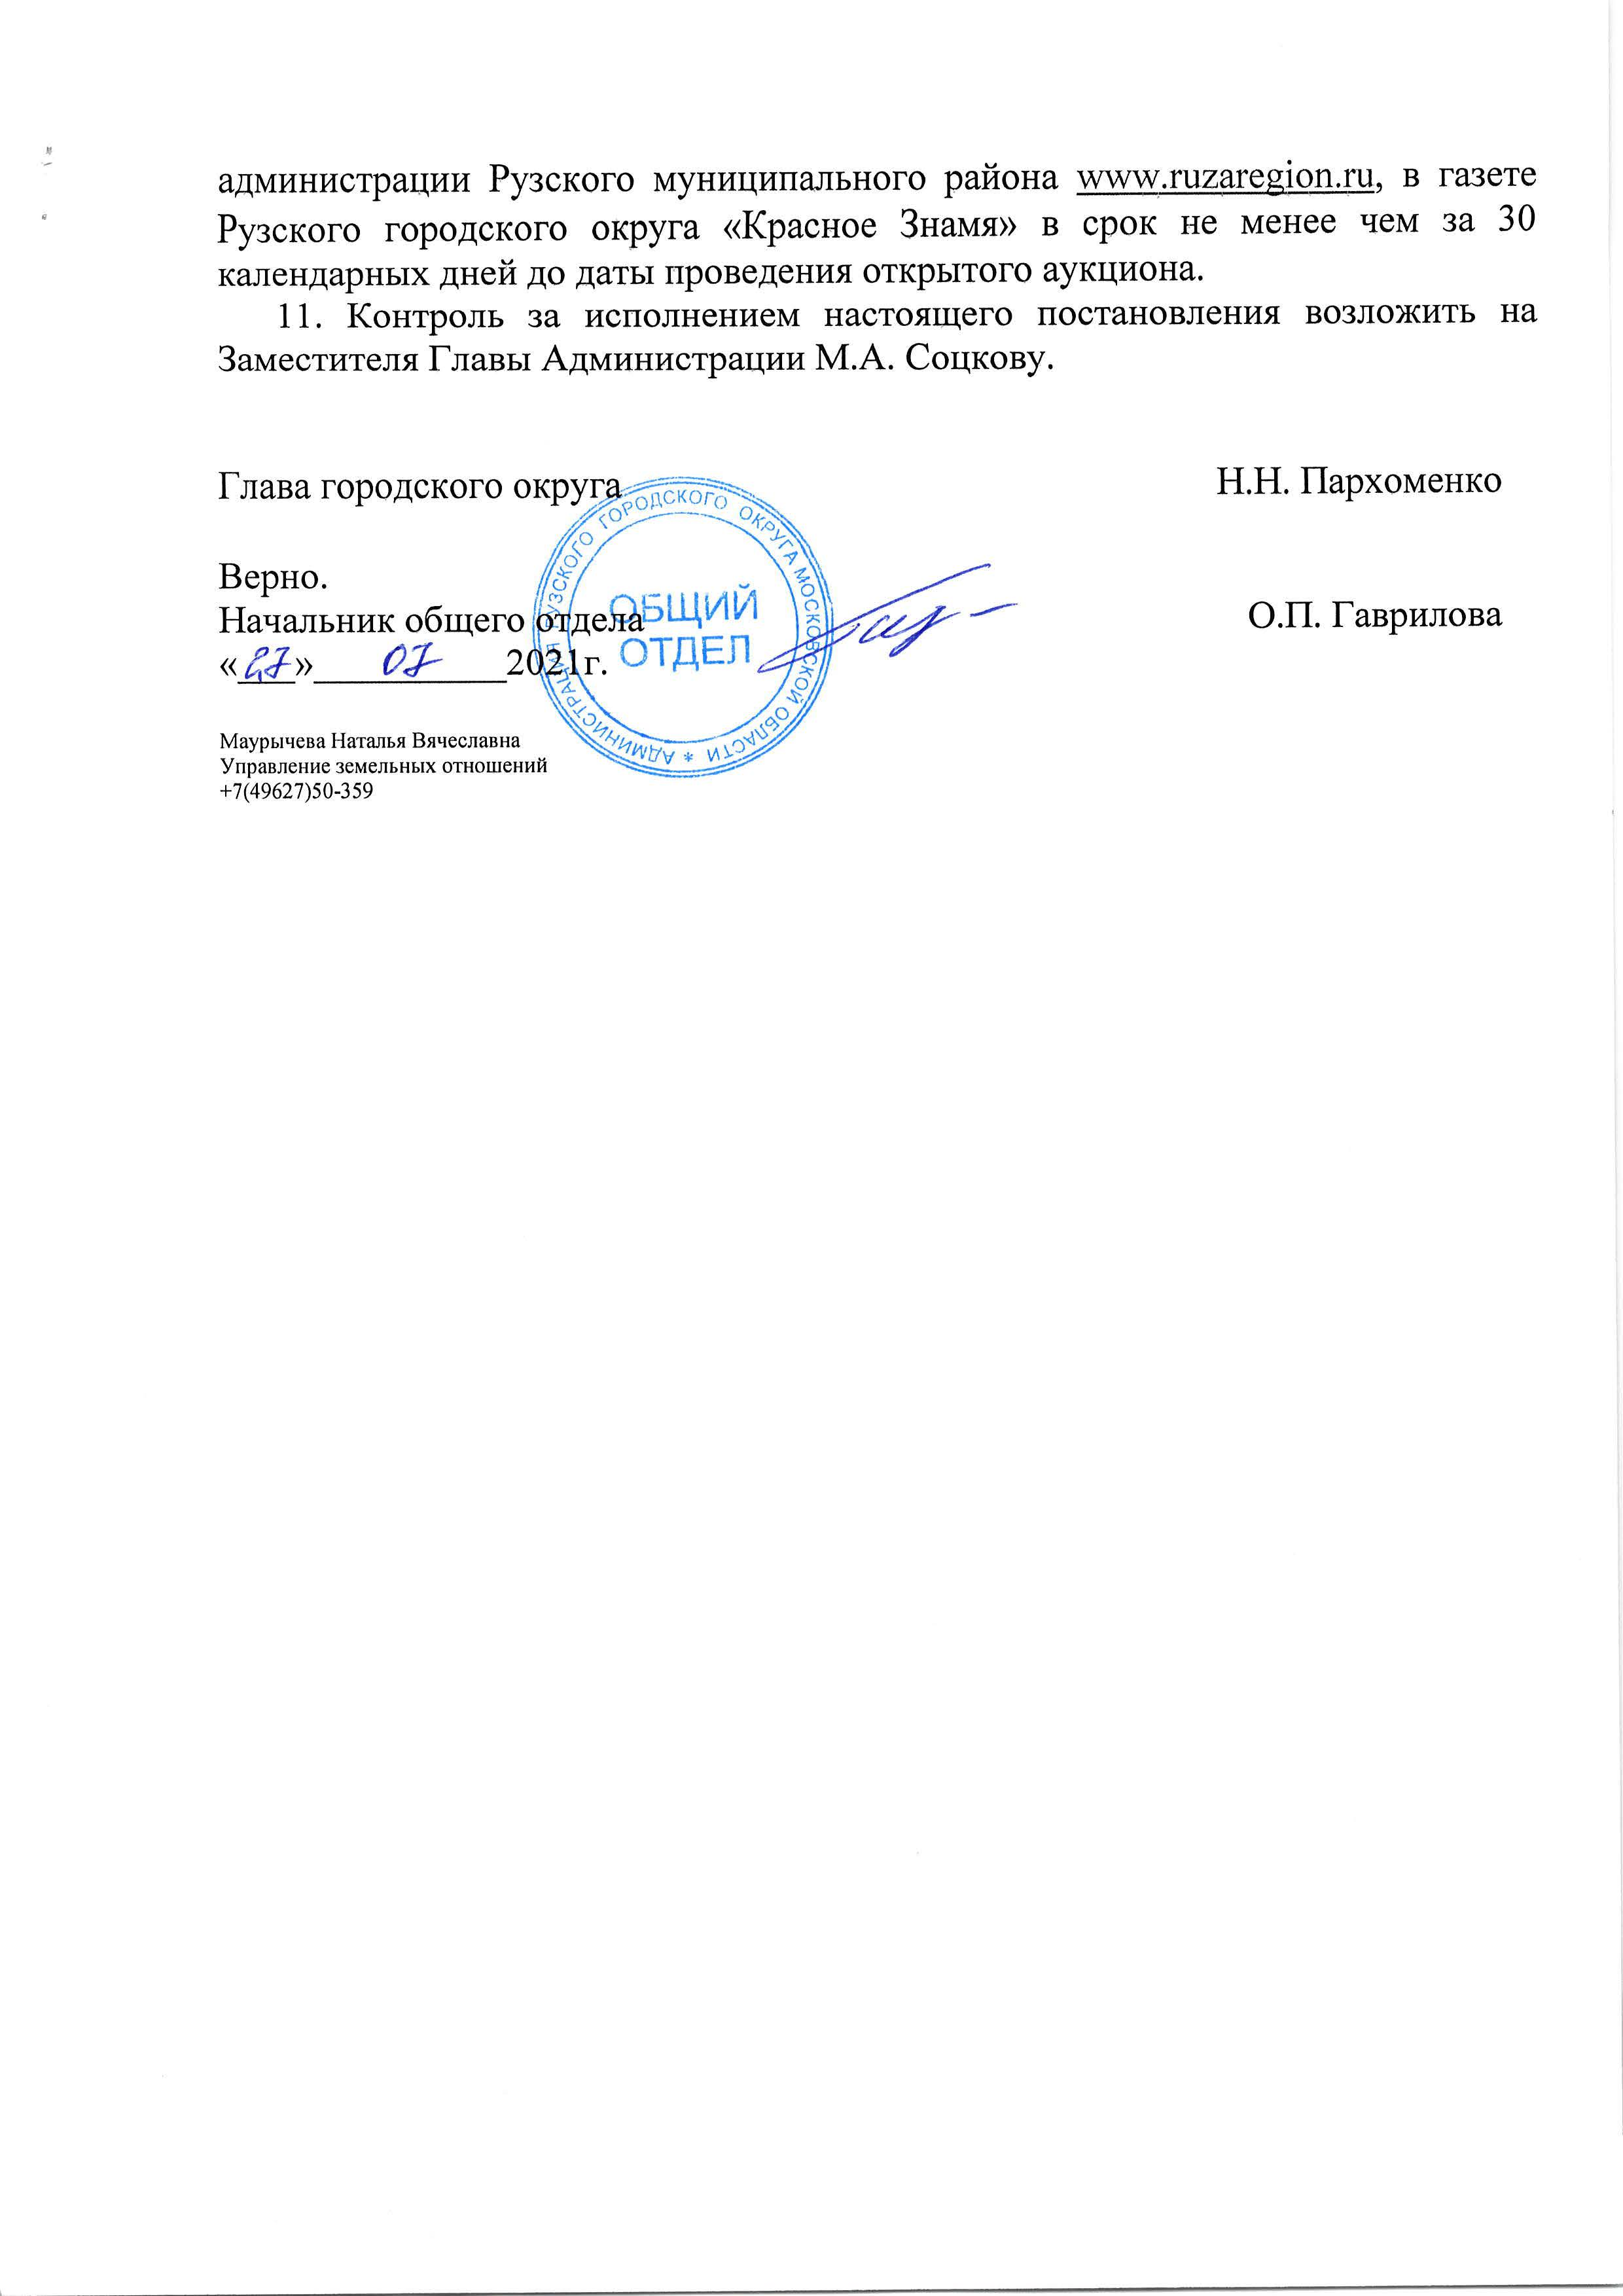 администрации Рузского муниципального района www.ruzaregion.ru, в газете
Рузского городского округа «Красное Знамя» в срок не менее чем за 30
календарных дней до даты проведения открытого аукциона.
11. Контроль за исполнением настоящего постановления возложить на
Заместителя Главы Администрации М.А. Соцкову.
Глава городского округа Н.Н. Пархоменко
Верно.
Начальник общего отдела О.П. Гаврилова
«27» 07 2021г.
АДМИНИСТРАЦИЯ РУЗСКОГО ГОРОДСКОГО ОКРУГА МОСКОВСКОЙ ОБЛАСТИ *
ОБЩИЙ
ОТДЕЛ
Маурычева Наталья Вячеславна
Управление земельных отношений
+7(49627)50-359